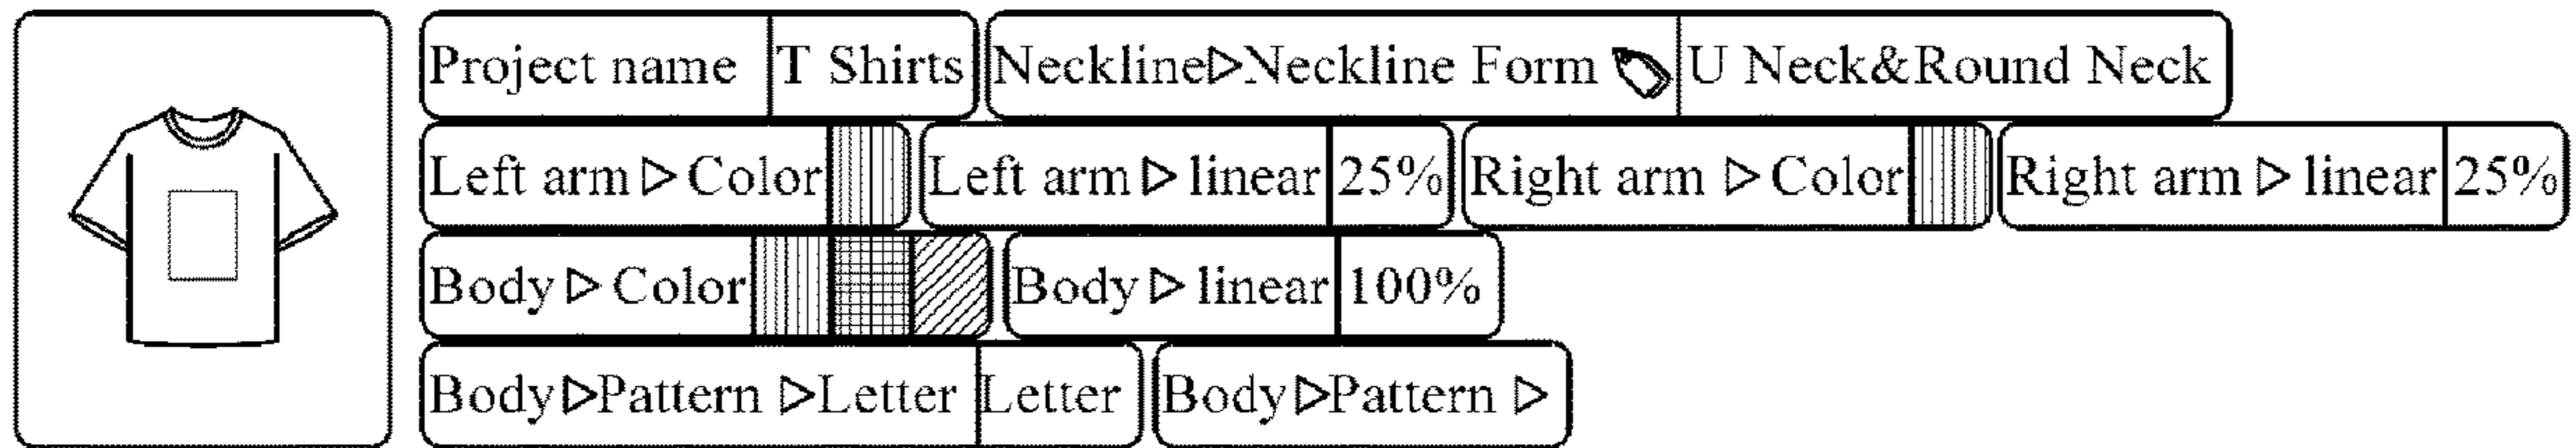 Project name T Shirts Neckline▷Neckline Form U Neck&Round Neck
Left arm ▷ Color Left arm ▷ linear 25% Right arm ▷ Color Right arm ▷ linear 25%
Body ▷ Color Body ▷ linear 100%
Body ▷Pattern ▷Letter Letter Body ▷Pattern ▷